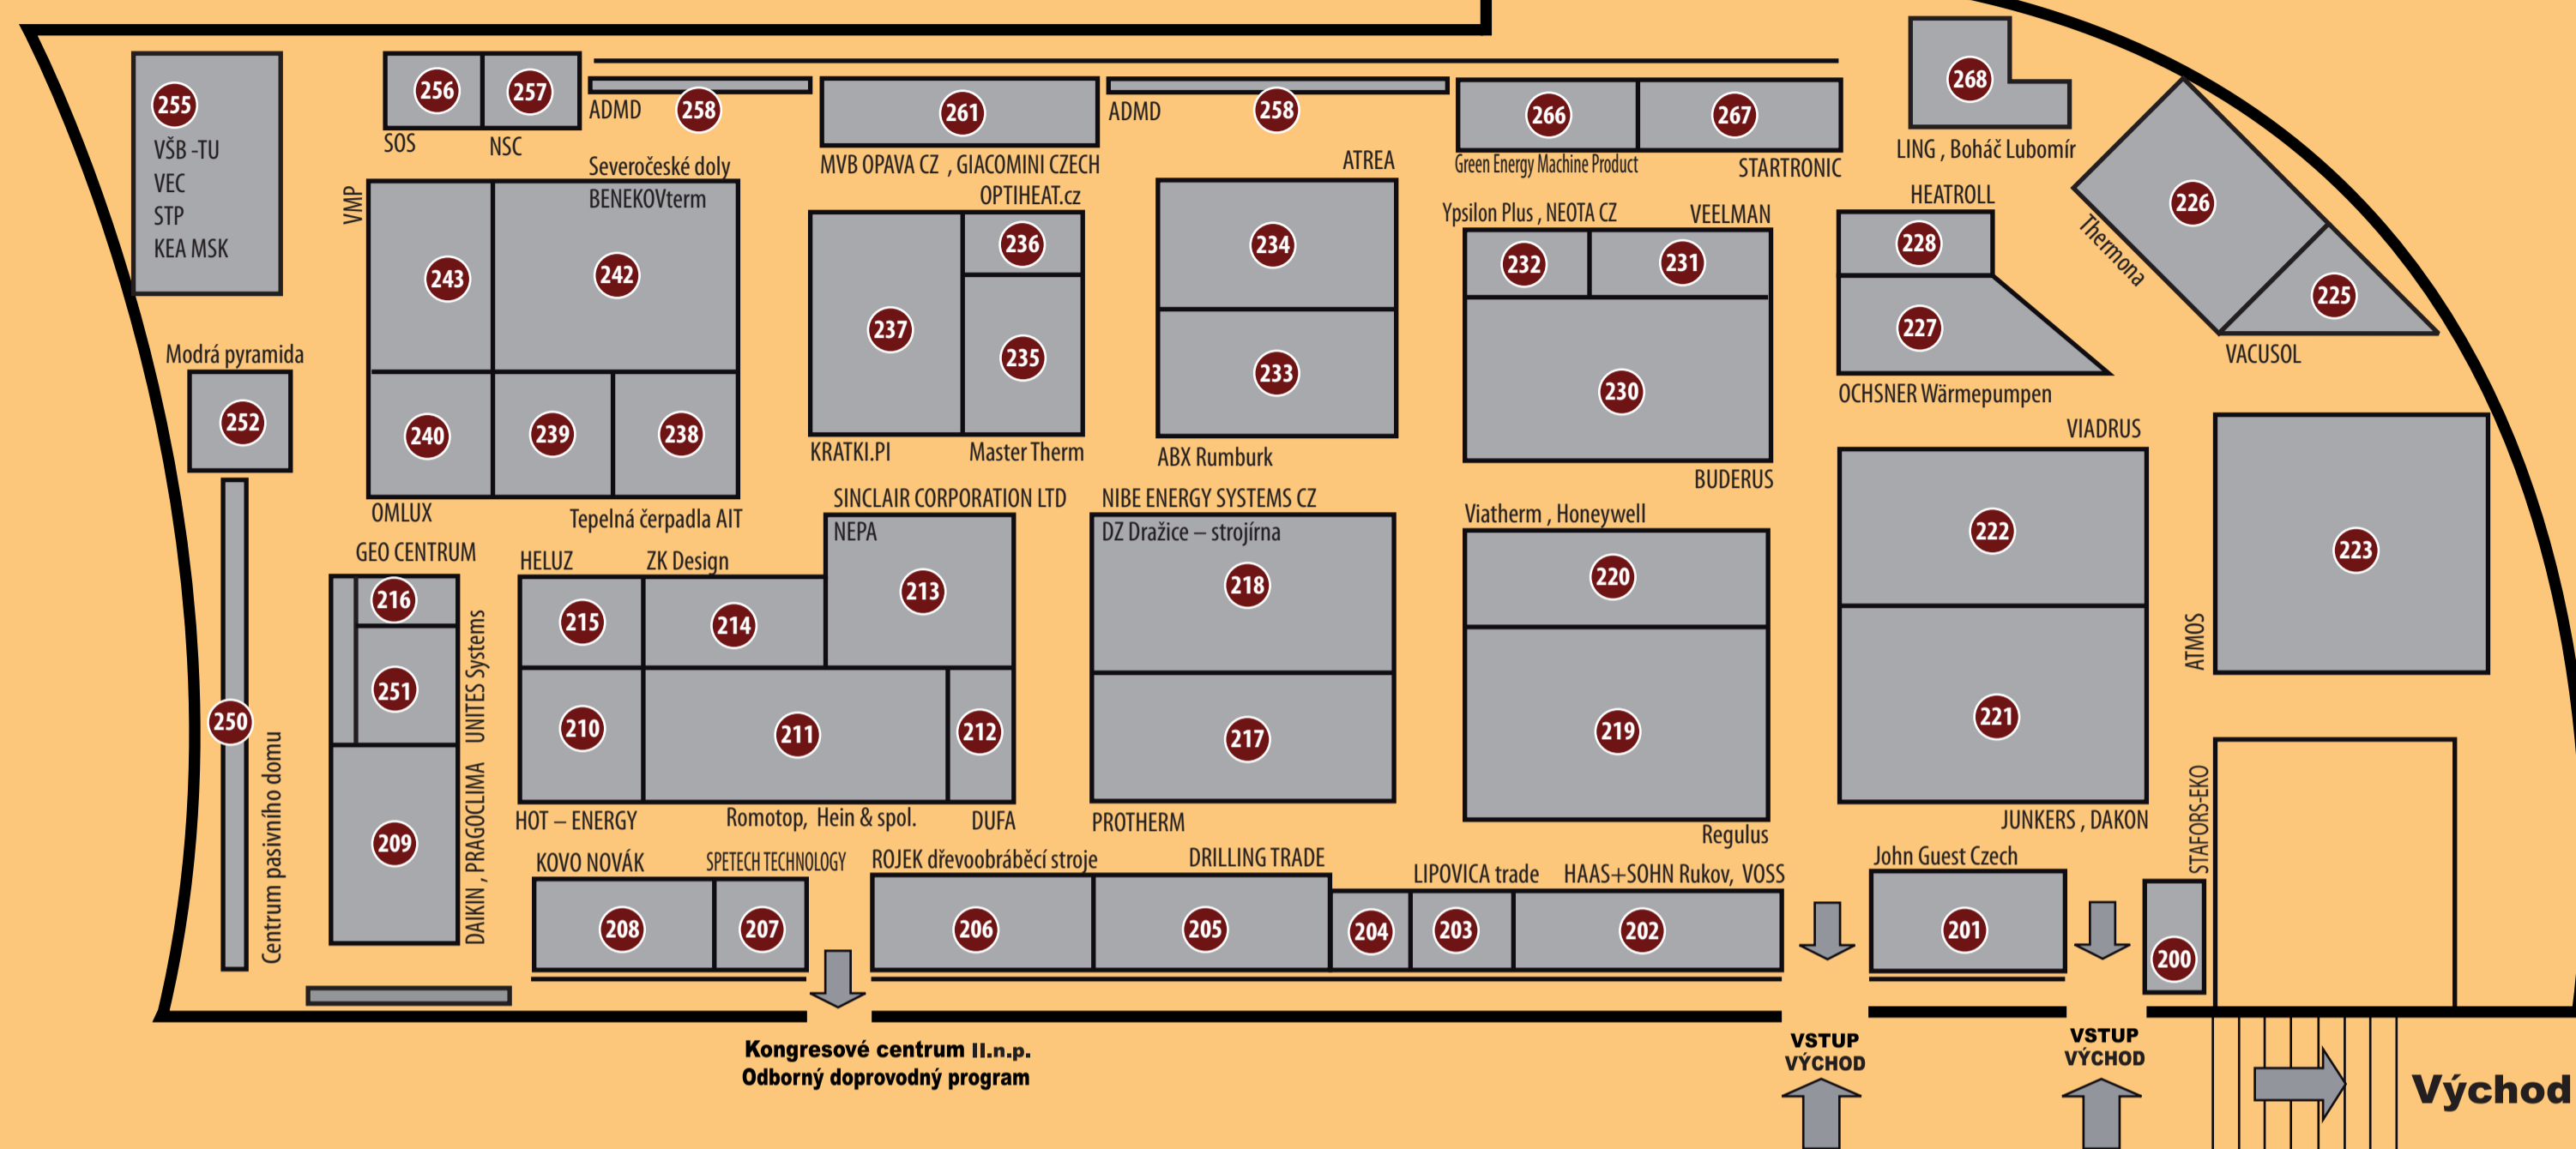 255
VŠB -TU
VEC
STP
KEA MSK
256
257
SOS
NSC
ADMD
258
261
MVB OPAVA CZ , GIACOMINI CZECH
ADMD
258
266
267
Green Energy Machine Product
STARTRONIC
268
LING , Boháč Lubomír
Severočeské doly
BENEKOVterm
VMP
243
242
240
239
238
OMLUX
Tepelná čerpadla AIT
OPTIHEAT.cz
236
237
235
KRATKI.PI
Master Therm
ATREA
234
233
ABX Rumburk
Ypsilon Plus , NEOTA CZ
VEELMAN
232
231
230
BUDERUS
HEATROLL
228
227
OCHSNER Wärmepumpen
226
Thermona
225
VACUSOL
Modrá pyramida
252
250
Centrum pasivního domu
GEO CENTRUM
216
251
209
UNITES Systems
DAIKIN , PRAGOCLIMA
HELUZ
ZK Design
SINCLAIR CORPORATION LTD
NEPA
215
214
213
210
211
212
HOT – ENERGY
Romotop, Hein & spol.
DUFA
NIBE ENERGY SYSTEMS CZ
DZ Dražice – strojírna
218
217
PROTHERM
Viatherm , Honeywell
220
219
Regulus
VIADRUS
222
221
JUNKERS , DAKON
223
ATMOS
STAFORS-EKO
200
KOVO NOVÁK
SPETECH TECHNOLOGY
208
207
ROJEK dřevoobráběcí stroje
DRILLING TRADE
206
205
204
LIPOVICA trade
HAAS+SOHN Rukov, VOSS
203
202
John Guest Czech
201
Kongresové centrum II.n.p.
Odborný doprovodný program
VSTUP
VÝCHOD
VSTUP
VÝCHOD
Východ